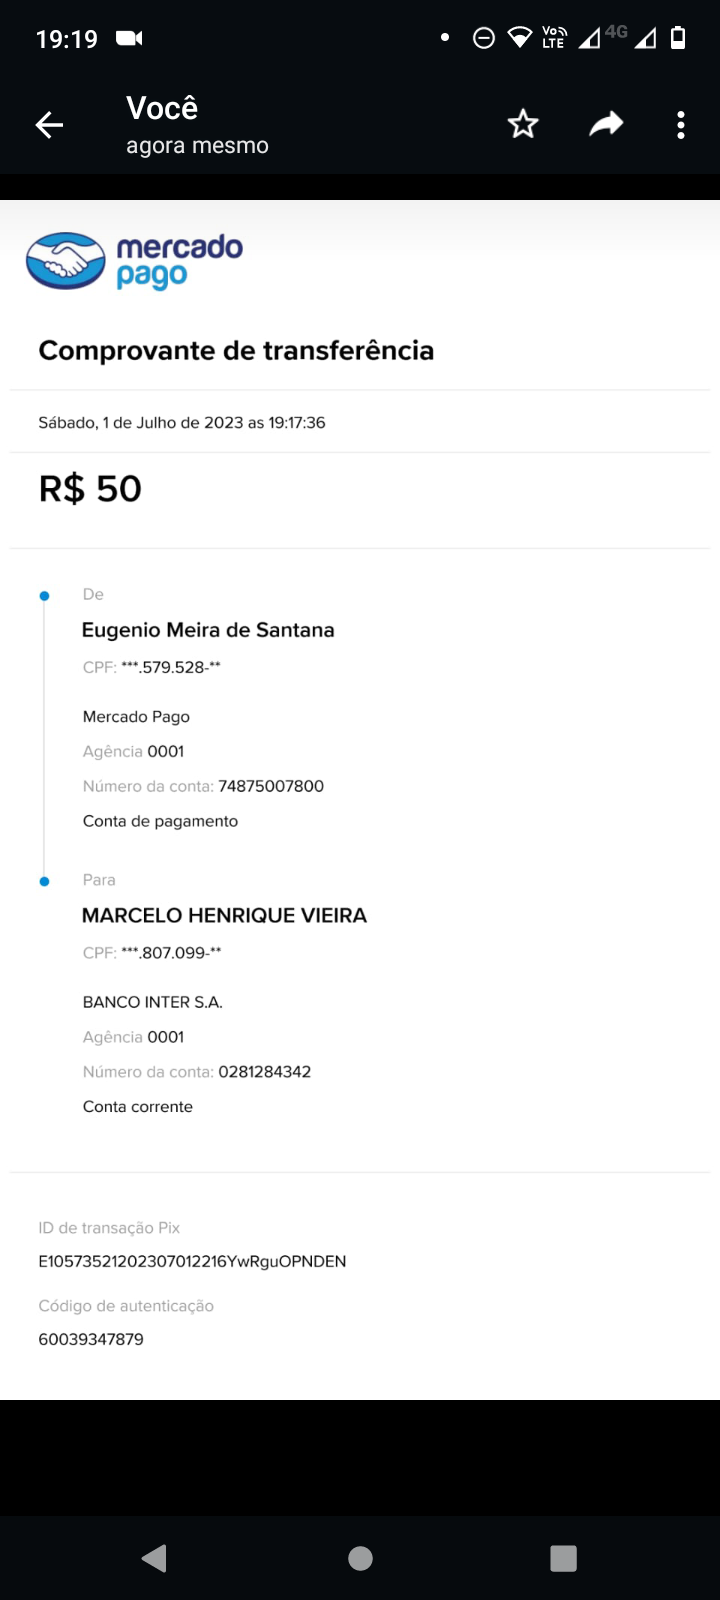 19:19
Vo LTE 4G
Você
agora mesmo
mercado
pago
Comprovante de transferência
Sábado, 1 de Julho de 2023 as 19:17:36
R$ 50
De
Eugenio Meira de Santana
CPF: ***.579.528-**
Mercado Pago
Agência 0001
Número da conta: 74875007800
Conta de pagamento
Para
MARCELO HENRIQUE VIEIRA
CPF: ***.807.099-**
BANCO INTER S.A.
Agência 0001
Número da conta: 0281284342
Conta corrente
ID de transação Pix
E10573521202307012216YwRguOPNDEN
Código de autenticação
60039347879